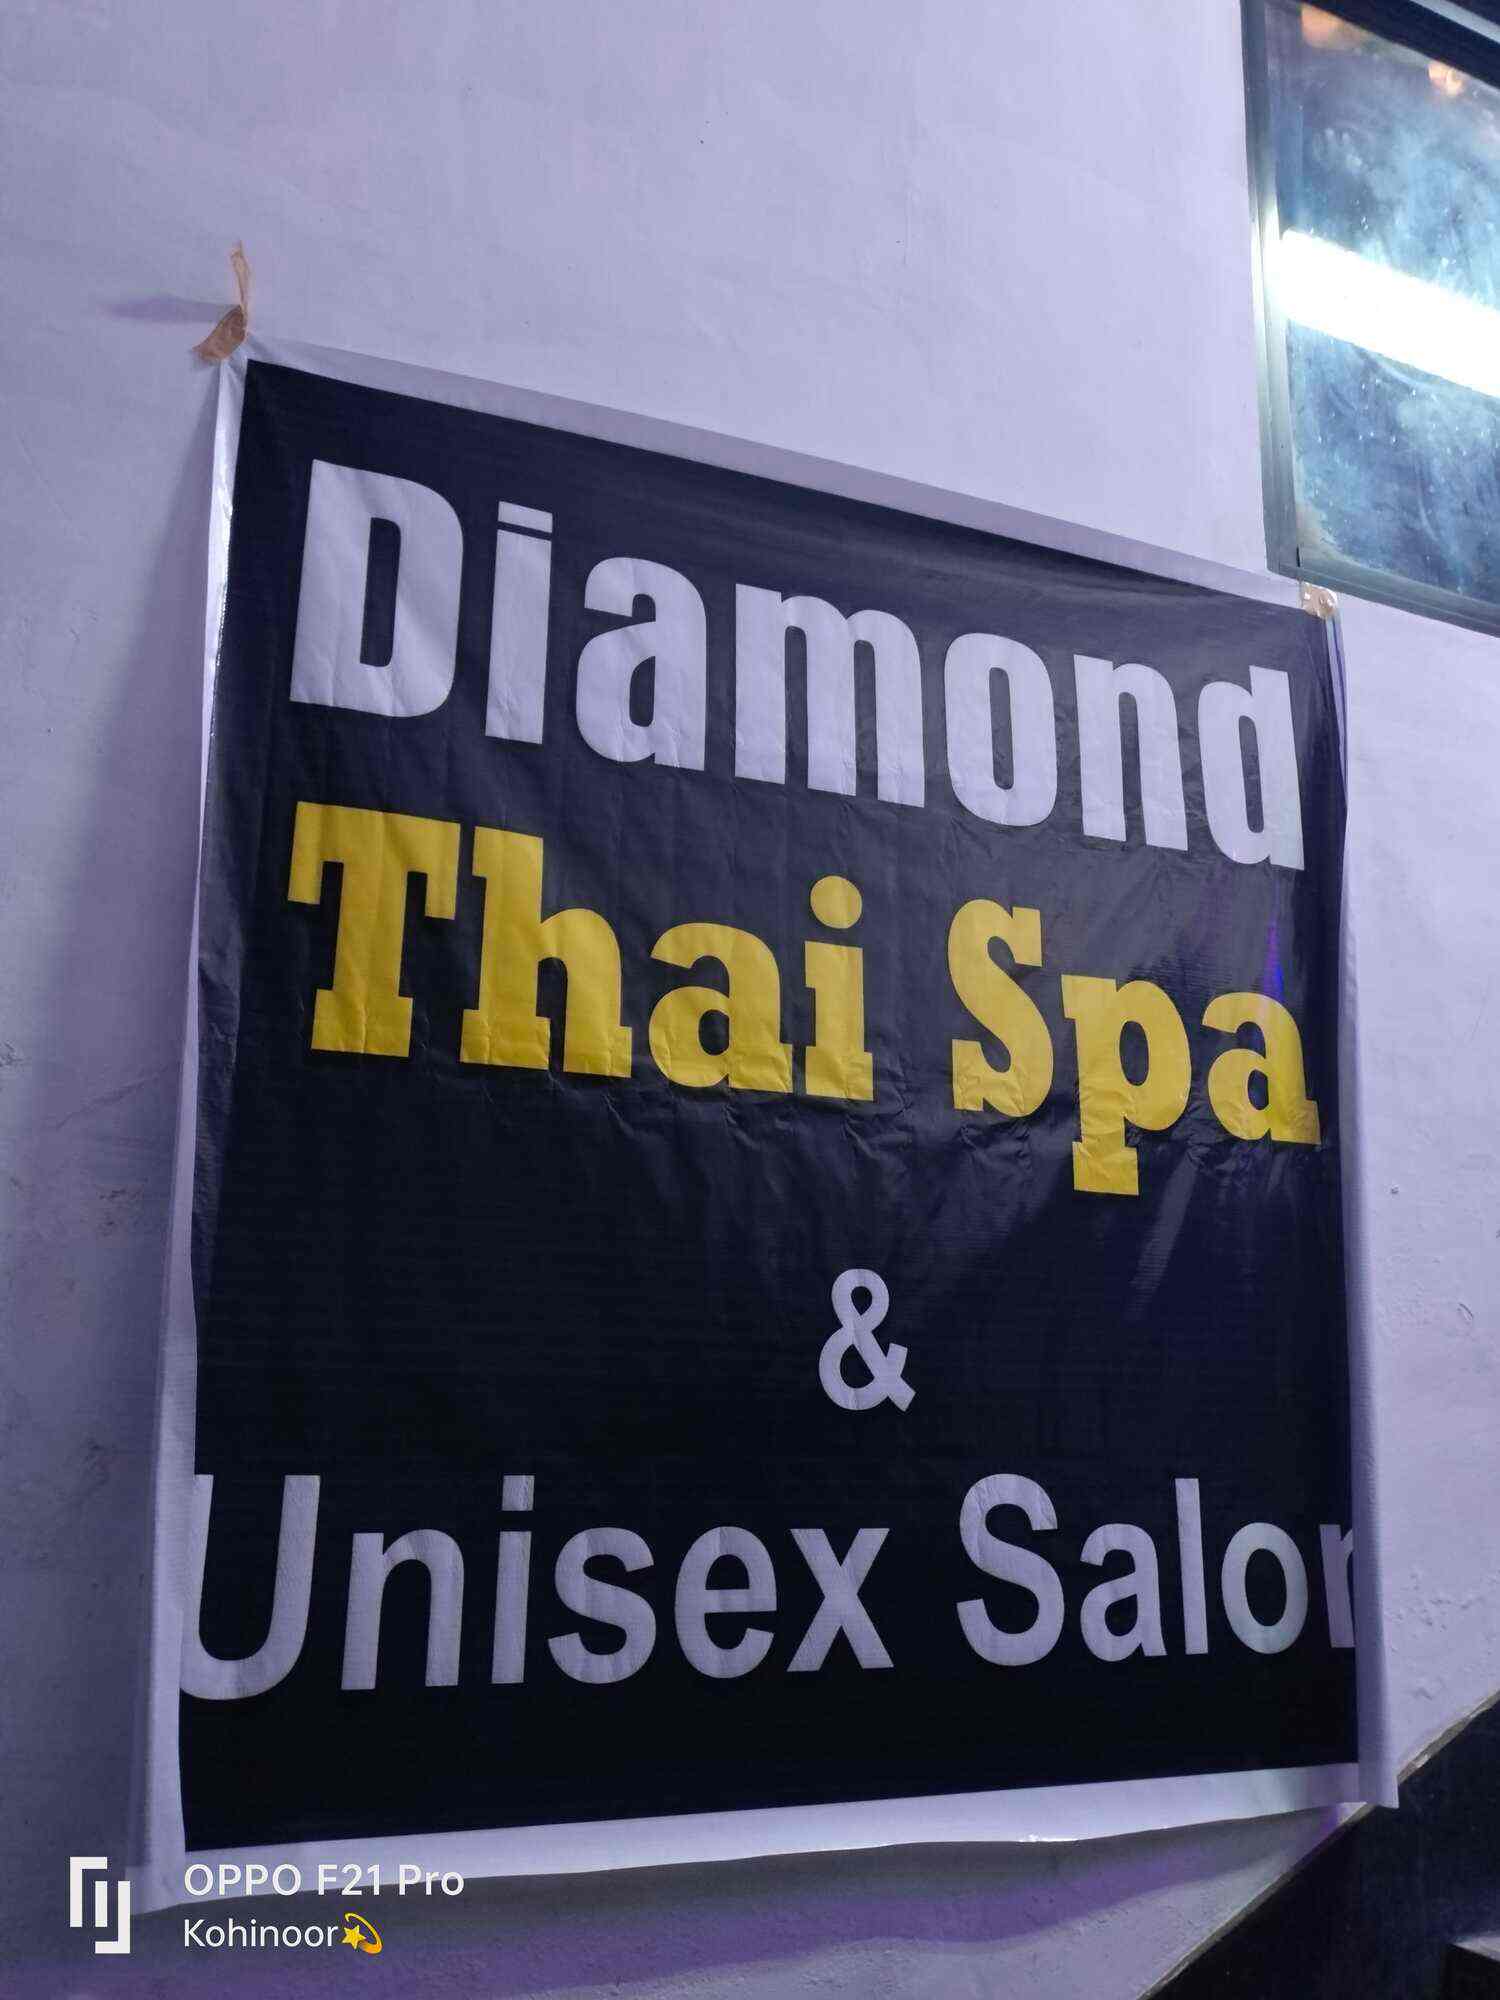 Diamond
Thai Spa
&
Unisex Salon
OPPO F21 Pro
Kohinoor💫